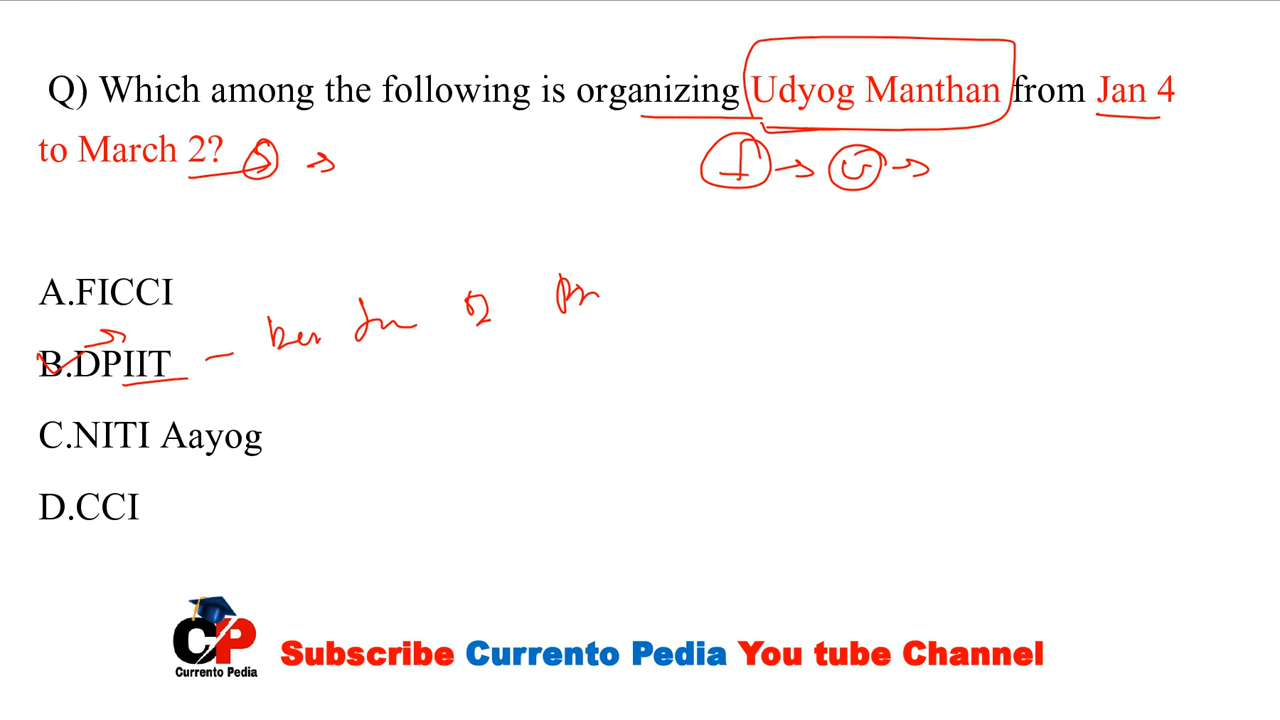 Q) Which among the following is organizing Udyog Manthan from Jan 4
to March 2?
A.FICCI
B.DPIIT
C.NITI Aayog
D.CCI
CP
Currento Pedia
Subscribe Currento Pedia You tube Channel